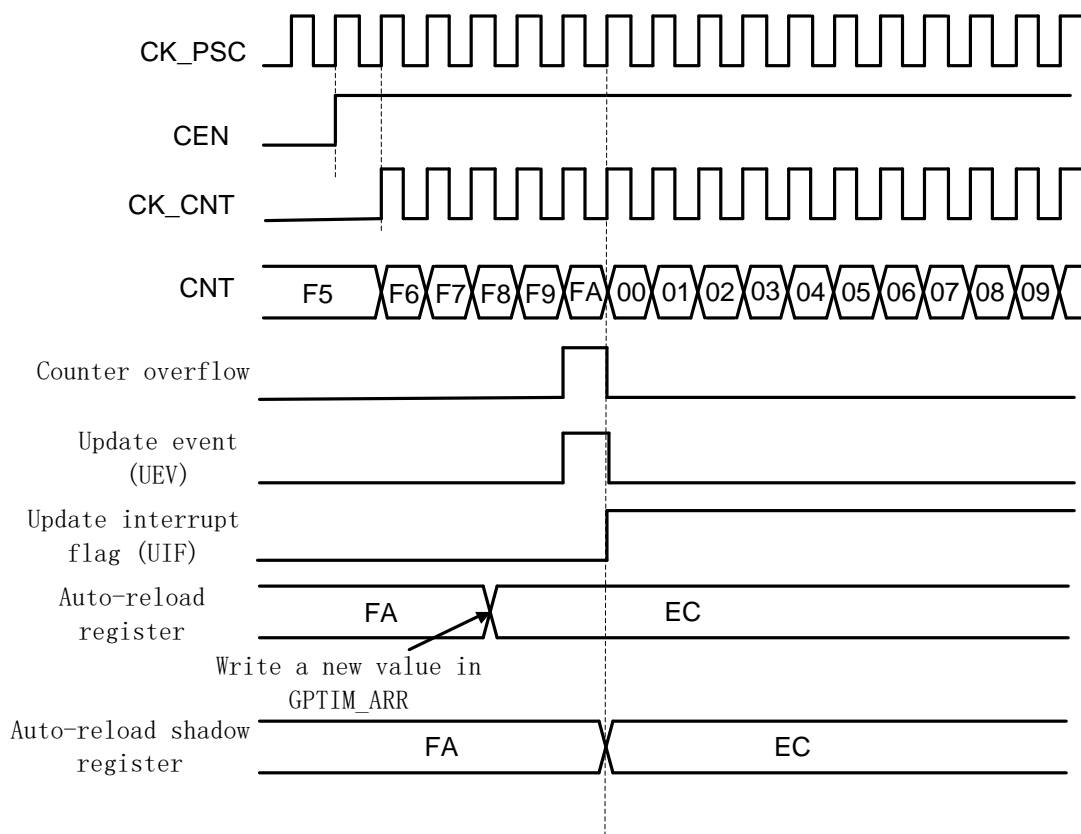 CK_PSC
CEN
CK_CNT
CNT
F5 F6 F7 F8 F9 FA 00 01 02 03 04 05 06 07 08 09
Counter overflow
Update event
(UEV)
Update interrupt
flag (UIF)
Auto-reload
register
FA EC
Write a new value in
GPTIM_ARR
Auto-reload shadow
register
FA EC